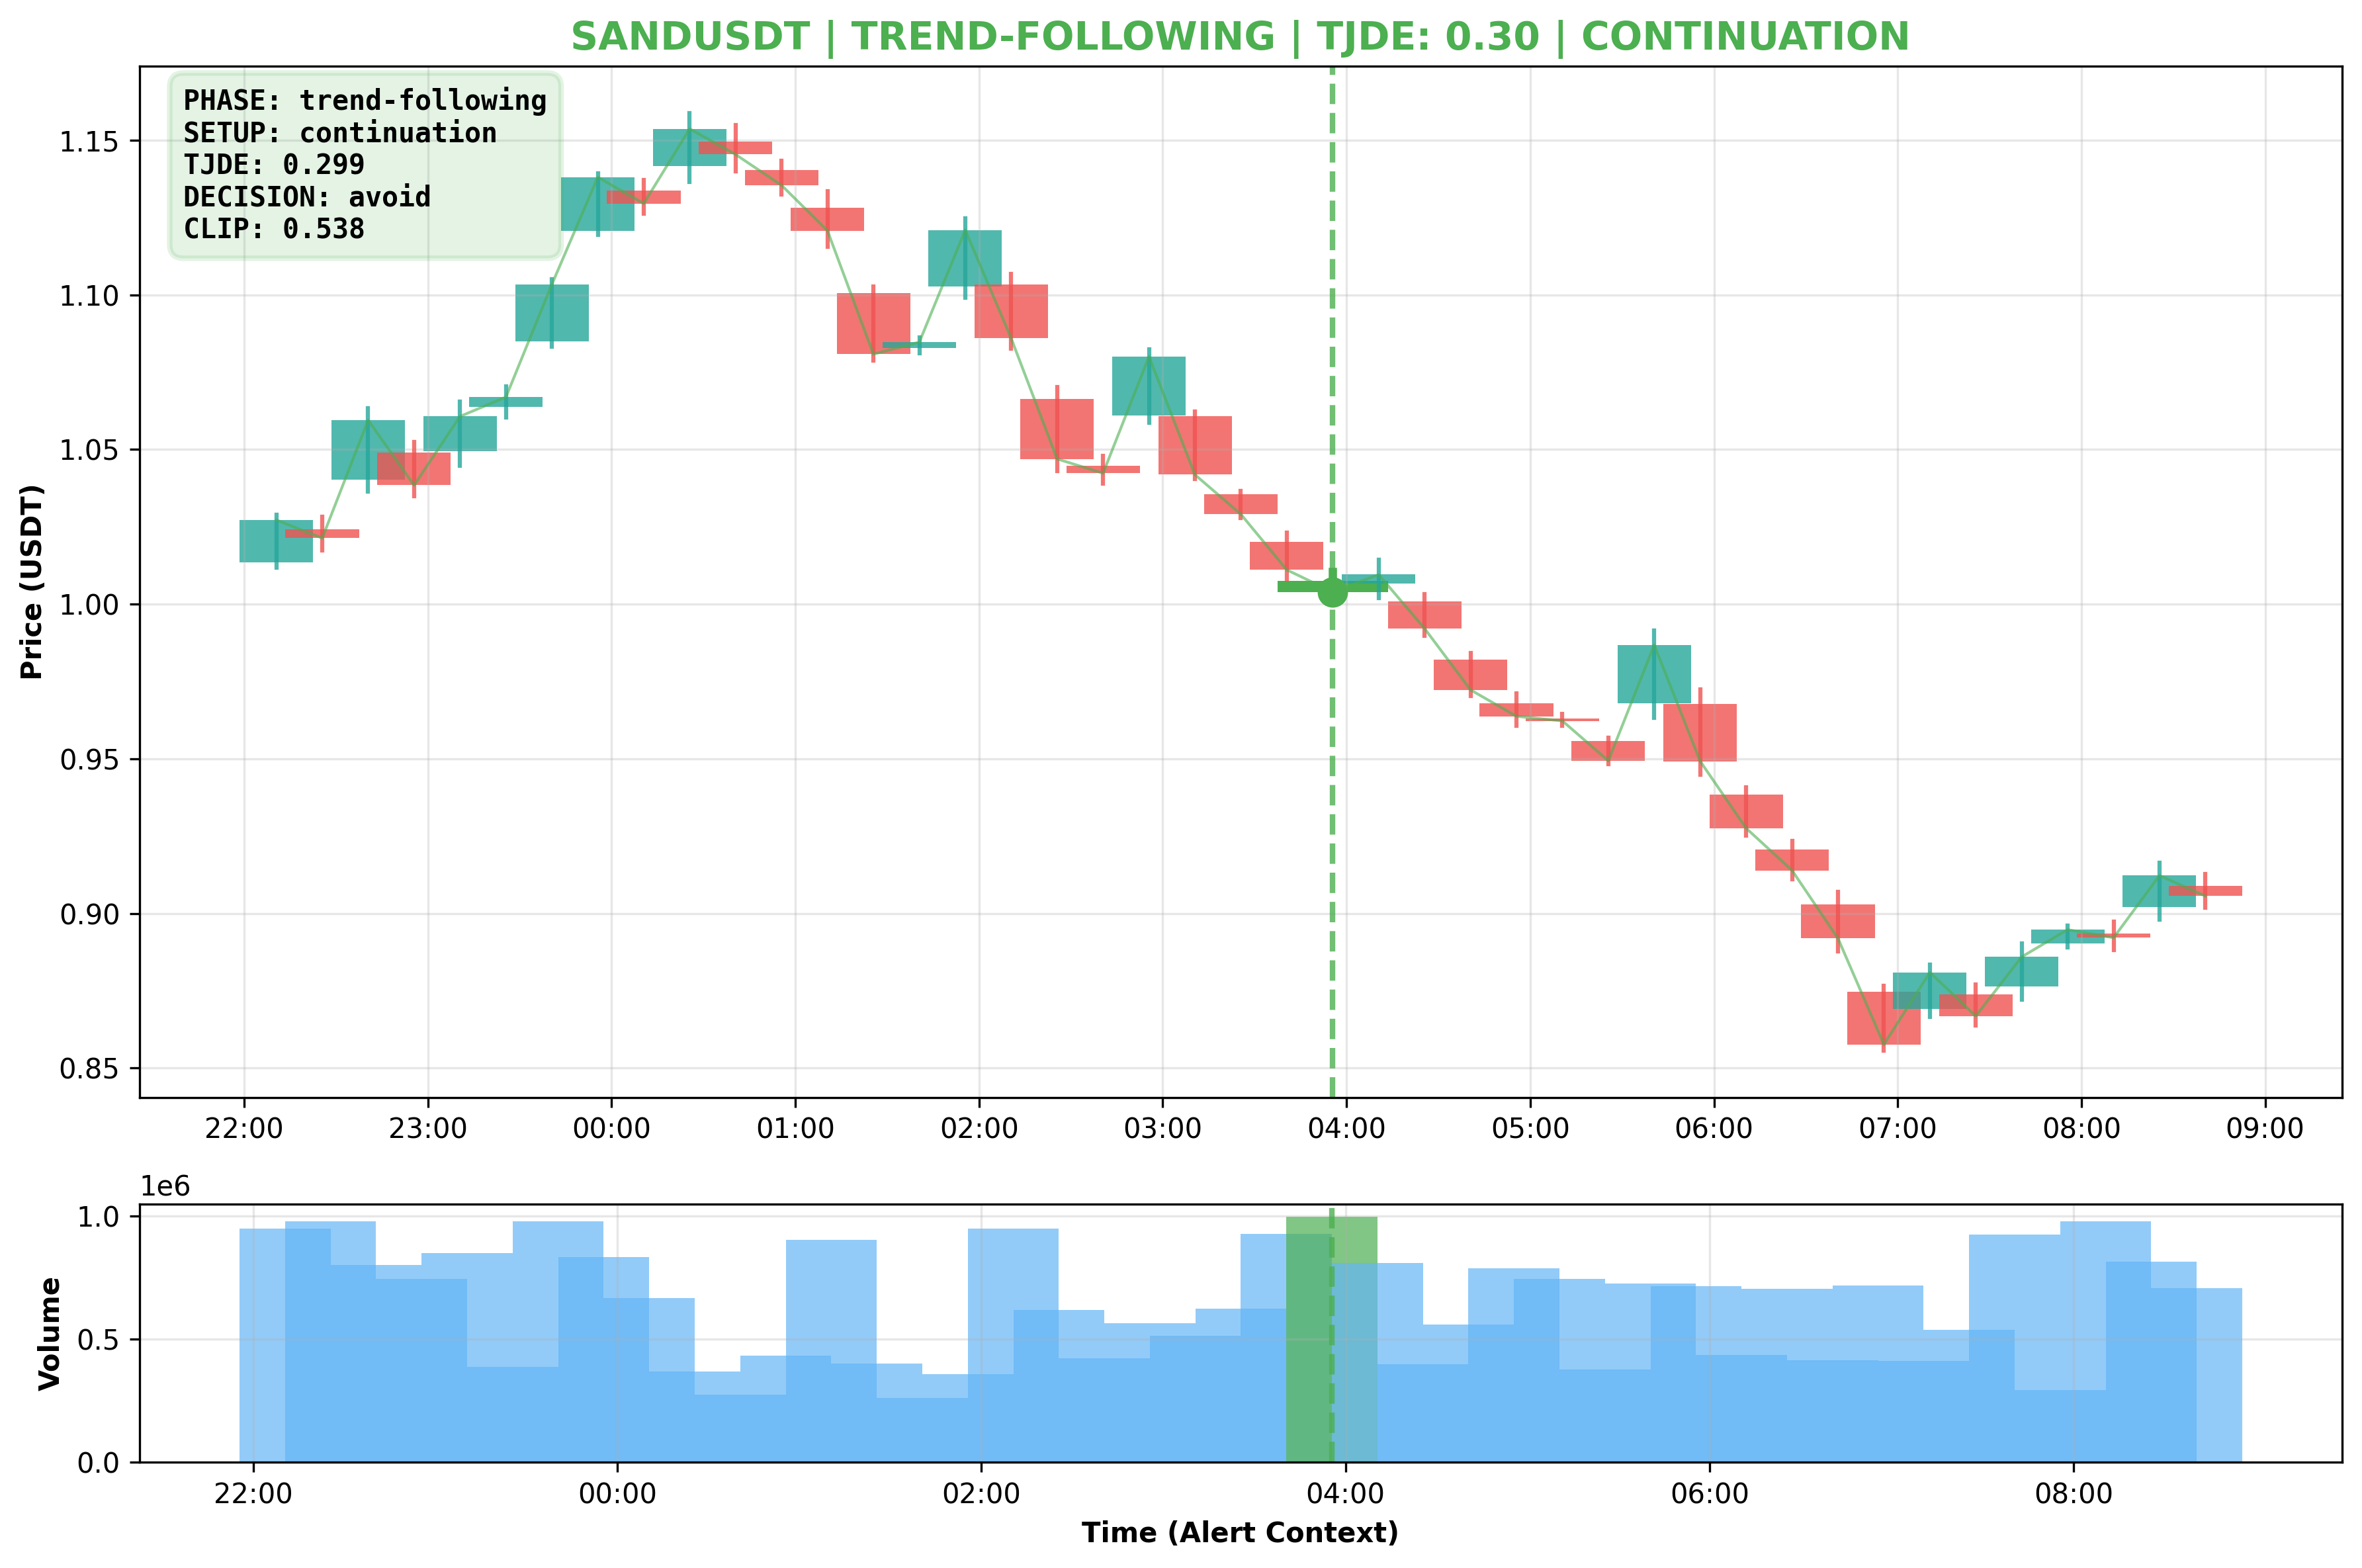 SANDUSDT | TREND-FOLLOWING | TJDE: 0.30 | CONTINUATION
PHASE: trend-following
SETUP: continuation
TJDE: 0.299
DECISION: avoid
CLIP: 0.538
Price (USDT)
1.15
1.10
1.05
1.00
0.95
0.90
0.85
22:00 23:00 00:00 01:00 02:00 03:00 04:00 05:00 06:00 07:00 08:00 09:00
1e6
Volume
1.0
0.5
0.0
22:00 00:00 02:00 04:00 06:00 08:00
Time (Alert Context)